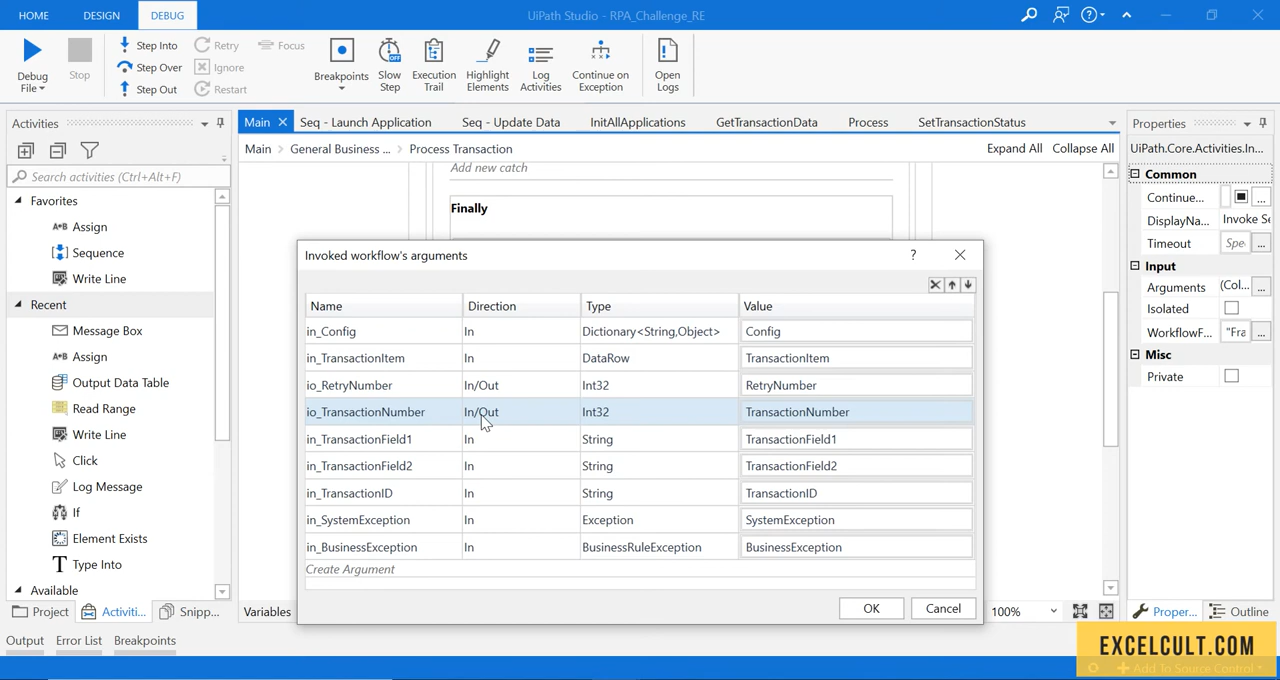 HOME DESIGN DEBUG UiPath Studio - RPA_Challenge_RE
Debug File
Stop
Step Into
Step Over
Step Out
Retry
Ignore
Restart
Focus
Breakpoints
Slow Step
Execution Trail
Highlight Elements
Log Activities
Continue on Exception
Open Logs
Activities
Search activities (Ctrl+Alt+F)
Favorites
Assign
Sequence
Write Line
Recent
Message Box
Assign
Output Data Table
Read Range
Write Line
Click
Log Message
If
Element Exists
Type Into
Available
Project Activiti... Snipp...
Main Seq - Launch Application Seq - Update Data InitAllApplications GetTransactionData Process SetTransactionStatus
Main > General Business ... > Process Transaction Expand All Collapse All
Add new catch
Finally
Invoked workflow's arguments
Name Direction Type Value
in_Config In Dictionary<String,Object> Config
in_TransactionItem In DataRow TransactionItem
io_RetryNumber In/Out Int32 RetryNumber
io_TransactionNumber In/Out Int32 TransactionNumber
in_TransactionField1 In String TransactionField1
in_TransactionField2 In String TransactionField2
in_TransactionID In String TransactionID
in_SystemException In Exception SystemException
in_BusinessException In BusinessRuleException BusinessException
Create Argument
OK Cancel
Variables 100%
Properties
UiPath.Core.Activities.In...
Common
Continue... ...
DisplayNa... Invoke Se
Timeout Spe ...
Input
Arguments (Col... ...
Isolated
WorkflowF... "Fra ...
Misc
Private
Proper... Outline
Output Error List Breakpoints
EXCELCULT.COM
Add To Source Control